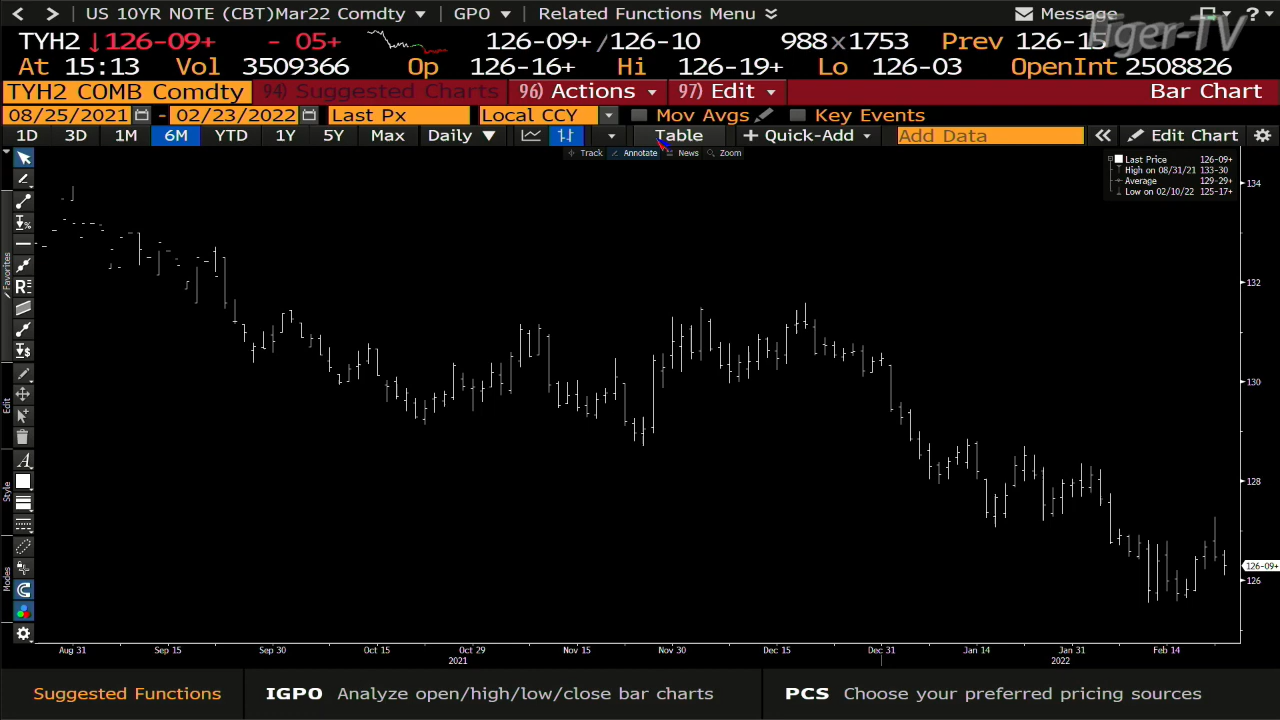 US 10YR NOTE (CBT)Mar22 Comdty GPO Related Functions Menu Message ?
TYH2 ↓126-09+ - 05+ 126-09+/126-10 988x1753 Prev 126-15
Tiger-TV
At 15:13 Vol 3509366 Op 126-16+ Hi 126-19+ Lo 126-03 OpenInt 2508826
TYH2 COMB Comdty 94) Suggested Charts 96) Actions 97) Edit Bar Chart
08/25/2021 - 02/23/2022 Last Px Local CCY Mov Avgs Key Events
1D 3D 1M 6M YTD 1Y 5Y Max Daily ▼ Table + Quick-Add Add Data « Edit Chart
Track Annotate News Zoom
Last Price 126-09+
High on 08/31/21 133-30
Average 129-29+
Low on 02/10/22 125-17+
Favorites
Edit
Style
Modes
134
132
130
128
126-09+
126
Aug 31 Sep 15 Sep 30 Oct 15 Oct 29 Nov 15 Nov 30 Dec 15 Dec 31 Jan 14 Jan 31 Feb 14
2021 2022
Suggested Functions IGPO Analyze open/high/low/close bar charts PCS Choose your preferred pricing sources